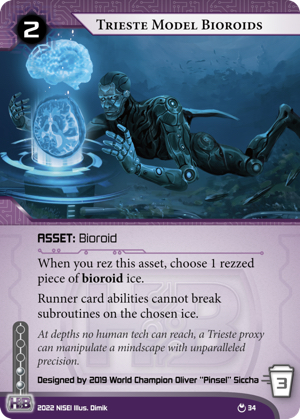 2
TRIESTE MODEL BIOROIDS
ASSET: Bioroid
When you rez this asset, choose 1 rezzed
piece of bioroid ice.
Runner card abilities cannot break
subroutines on the chosen ice.
At depths no human tech can reach, a Trieste proxy
can manipulate a mindscape with unparalleled
precision.
Designed by 2019 World Champion Oliver "Pinsel" Siccha
3
HB
2022 NISEI Illus. Dimik
34